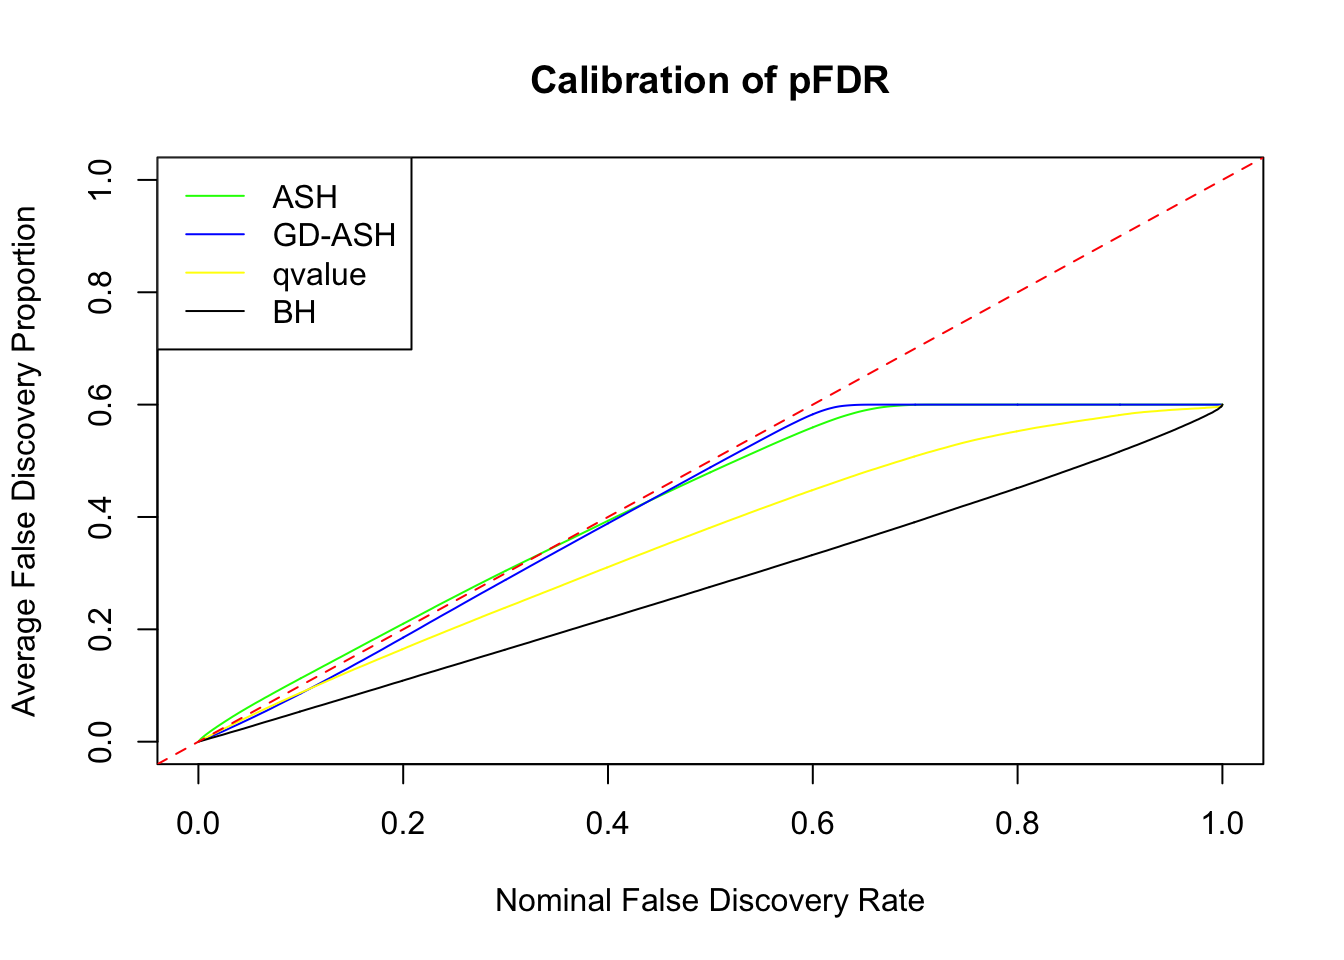 Calibration of pFDR
ASH
GD-ASH
qvalue
BH
Average False Discovery Proportion
1.0
0.8
0.6
0.4
0.2
0.0
0.0 0.2 0.4 0.6 0.8 1.0
Nominal False Discovery Rate